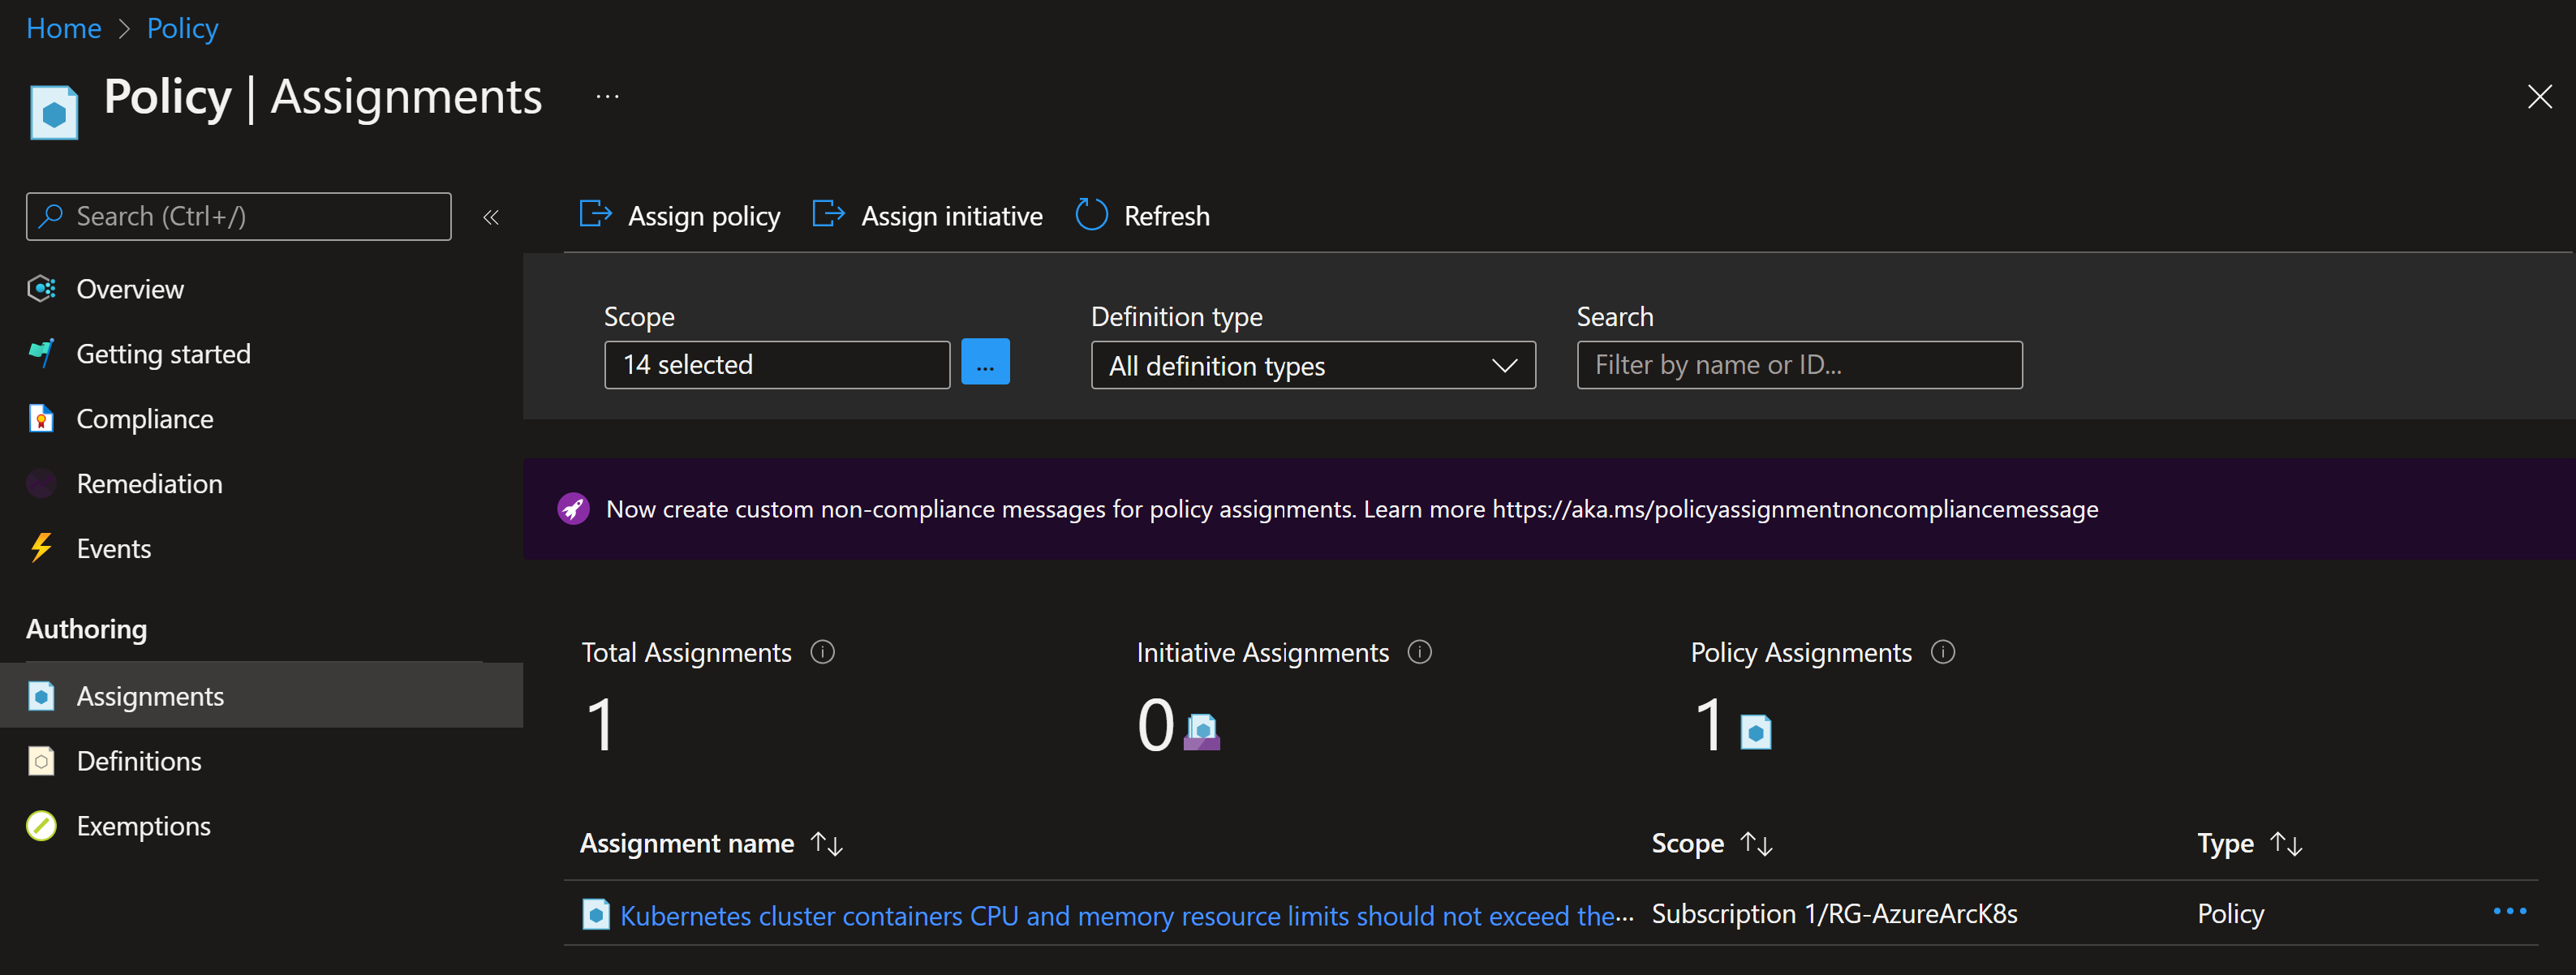 Home > Policy
Policy | Assignments ...
Search (Ctrl+/) «
Overview
Getting started
Compliance
Remediation
Events
Authoring
Assignments
Definitions
Exemptions
Assign policy Assign initiative Refresh
Scope Definition type Search
14 selected ... All definition types Filter by name or ID...
Now create custom non-compliance messages for policy assignments. Learn more https://aka.ms/policyassignmentnoncompliancemessage
Total Assignments Initiative Assignments Policy Assignments
1 0 1
Assignment name ↑↓ Scope ↑↓ Type ↑↓
Kubernetes cluster containers CPU and memory resource limits should not exceed the... Subscription 1/RG-AzureArcK8s Policy ...